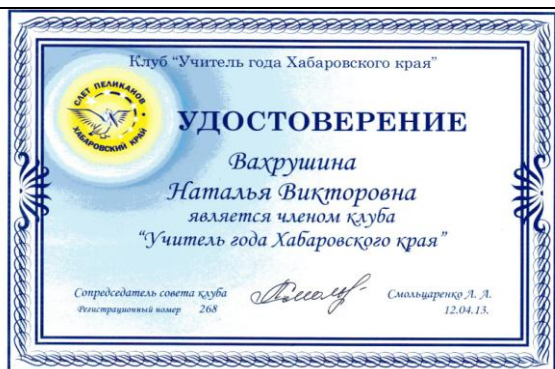 Клуб "Учитель года Хабаровского края"
СЛЕТ ПЕЛИКАНОВ
ХАБАРОВСКИЙ КРАЙ
УДОСТОВЕРЕНИЕ
Вахрушина
Наталья Викторовна
является членом клуба
"Учитель года Хабаровского края"
Сопредседатель совета клуба Смольцаренко Л. А.
Регистрационный номер 268 12.04.13.